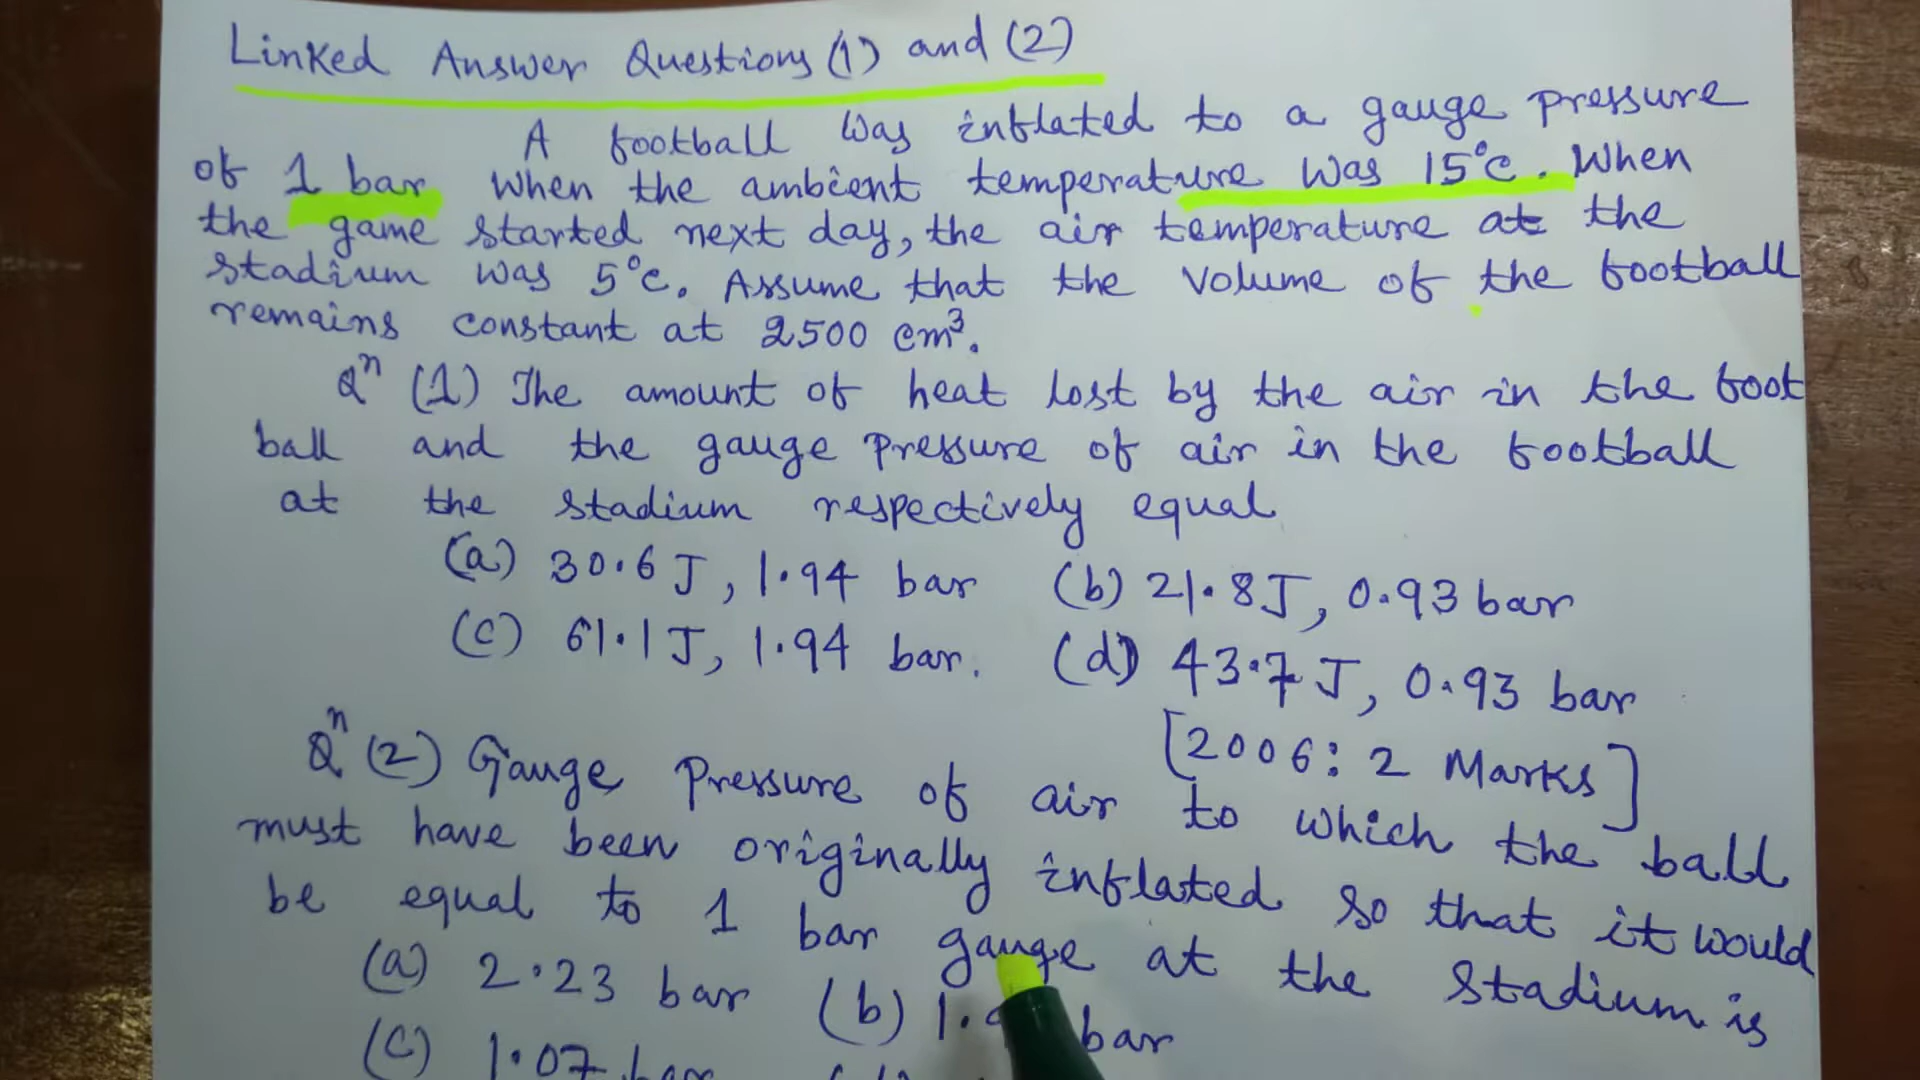 Linked Answer Questions (1) and (2)
A football was inflated to a gauge pressure
of 1 bar when the ambient temperature was 15°c. When
the game started next day, the air temperature at the
stadium was 5°c. Assume that the volume of the football
remains constant at 2500 cm³.
Qⁿ (1) The amount of heat lost by the air in the foot
ball and the gauge pressure of air in the football
at the stadium respectively equal
(a) 30.6 J, 1.94 bar (b) 21.8 J, 0.93 bar
(c) 61.1 J, 1.94 bar. (d) 43.7 J, 0.93 bar
[2006: 2 Marks]
Qⁿ (2) Gauge Pressure of air to which the ball
must have been originally inflated so that it would
be equal to 1 bar gauge at the stadium is
(a) 2.23 bar (b) 1. bar
(c) 1.07 bar